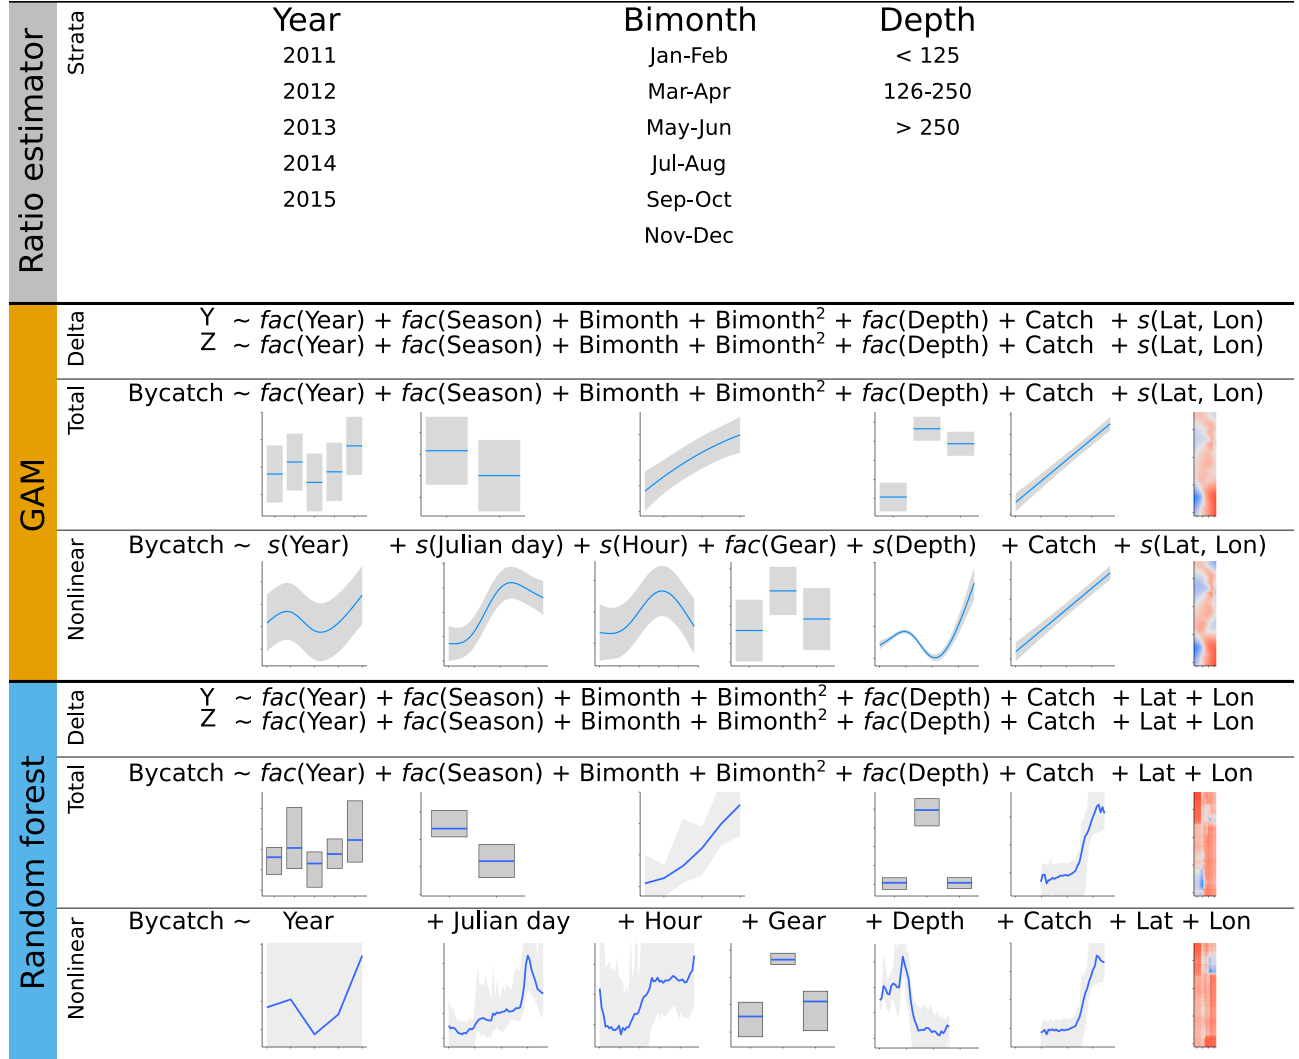 Ratio estimator
Strata
Year Bimonth Depth
2011 Jan-Feb < 125
2012 Mar-Apr 126-250
2013 May-Jun > 250
2014 Jul-Aug
2015 Sep-Oct
Nov-Dec
GAM
Delta
Y ~ fac(Year) + fac(Season) + Bimonth + Bimonth² + fac(Depth) + Catch + s(Lat, Lon)
Z ~ fac(Year) + fac(Season) + Bimonth + Bimonth² + fac(Depth) + Catch + s(Lat, Lon)
Total
Bycatch ~ fac(Year) + fac(Season) + Bimonth + Bimonth² + fac(Depth) + Catch + s(Lat, Lon)
Nonlinear
Bycatch ~ s(Year) + s(Julian day) + s(Hour) + fac(Gear) + s(Depth) + Catch + s(Lat, Lon)
Random forest
Delta
Y ~ fac(Year) + fac(Season) + Bimonth + Bimonth² + fac(Depth) + Catch + Lat + Lon
Z ~ fac(Year) + fac(Season) + Bimonth + Bimonth² + fac(Depth) + Catch + Lat + Lon
Total
Bycatch ~ fac(Year) + fac(Season) + Bimonth + Bimonth² + fac(Depth) + Catch + Lat + Lon
Nonlinear
Bycatch ~ Year + Julian day + Hour + Gear + Depth + Catch + Lat + Lon